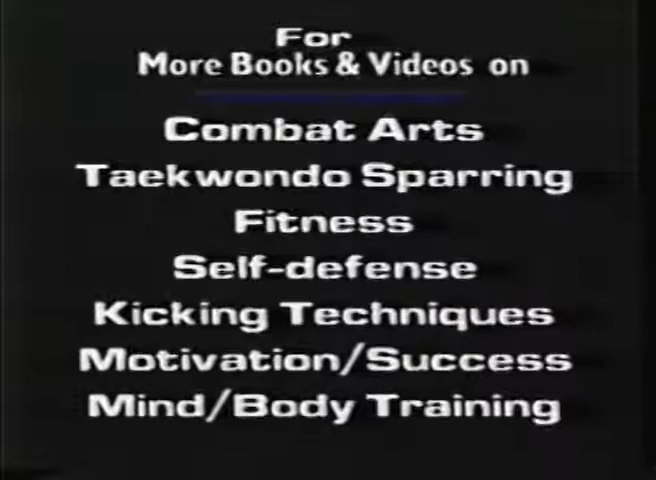 For
More Books & Videos on
Combat Arts
Taekwondo Sparring
Fitness
Self-defense
Kicking Techniques
Motivation/Success
Mind/Body Training